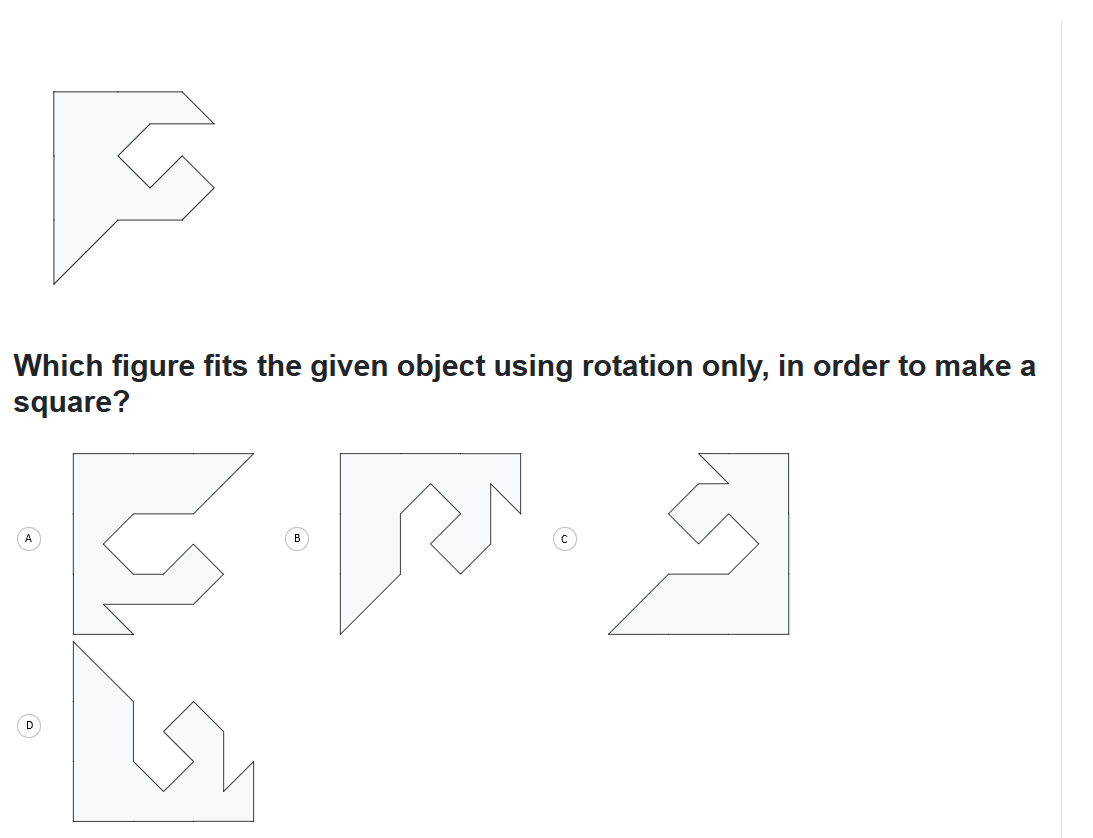 Which figure fits the given object using rotation only, in order to make a
square?
A
B
C
D